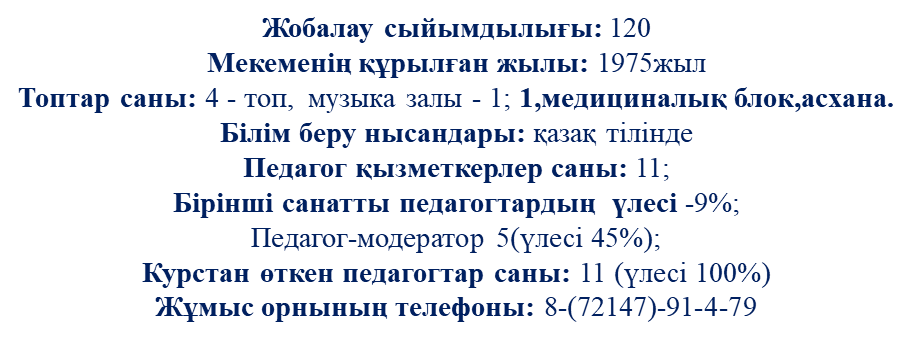 Жобалау сыйымдылығы: 120
Мекеменің құрылған жылы: 1975жыл
Топтар саны: 4 - топ, музыка залы - 1; 1,медициналық блок,асхана.
Білім беру нысандары: қазақ тілінде
Педагог қызметкерлер саны: 11;
Бірінші санатты педагогтардың үлесі -9%;
Педагог-модератор 5(үлесі 45%);
Курстан өткен педагогтар саны: 11 (үлесі 100%)
Жұмыс орнының телефоны: 8-(72147)-91-4-79